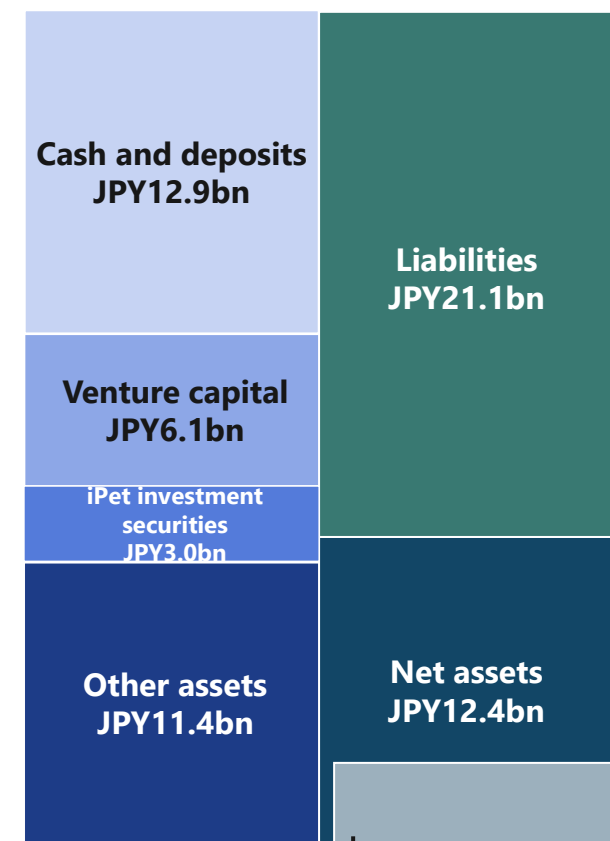 Cash and deposits
JPY12.9bn
Liabilities
JPY21.1bn
Venture capital
JPY6.1bn
iPet investment
securities
JPY3.0bn
Other assets
JPY11.4bn
Net assets
JPY12.4bn